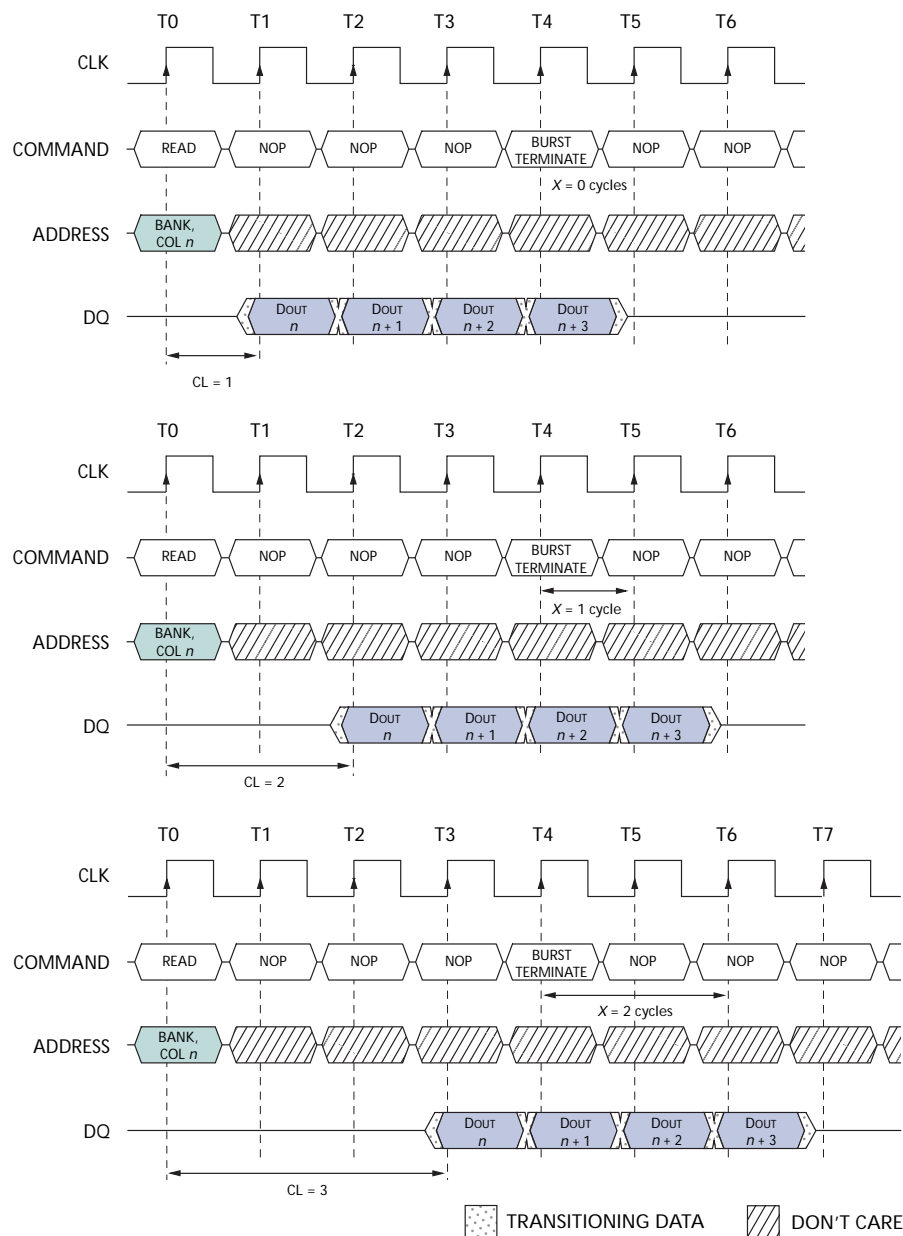 T0 T1 T2 T3 T4 T5 T6
CLK
COMMAND READ NOP NOP NOP BURST TERMINATE NOP NOP
X = 0 cycles
ADDRESS BANK, COL n
DQ DOUT n DOUT n + 1 DOUT n + 2 DOUT n + 3
CL = 1
T0 T1 T2 T3 T4 T5 T6
CLK
COMMAND READ NOP NOP NOP BURST TERMINATE NOP NOP
X = 1 cycle
ADDRESS BANK, COL n
DQ DOUT n DOUT n + 1 DOUT n + 2 DOUT n + 3
CL = 2
T0 T1 T2 T3 T4 T5 T6 T7
CLK
COMMAND READ NOP NOP NOP BURST TERMINATE NOP NOP NOP
X = 2 cycles
ADDRESS BANK, COL n
DQ DOUT n DOUT n + 1 DOUT n + 2 DOUT n + 3
CL = 3
TRANSITIONING DATA DON'T CARE